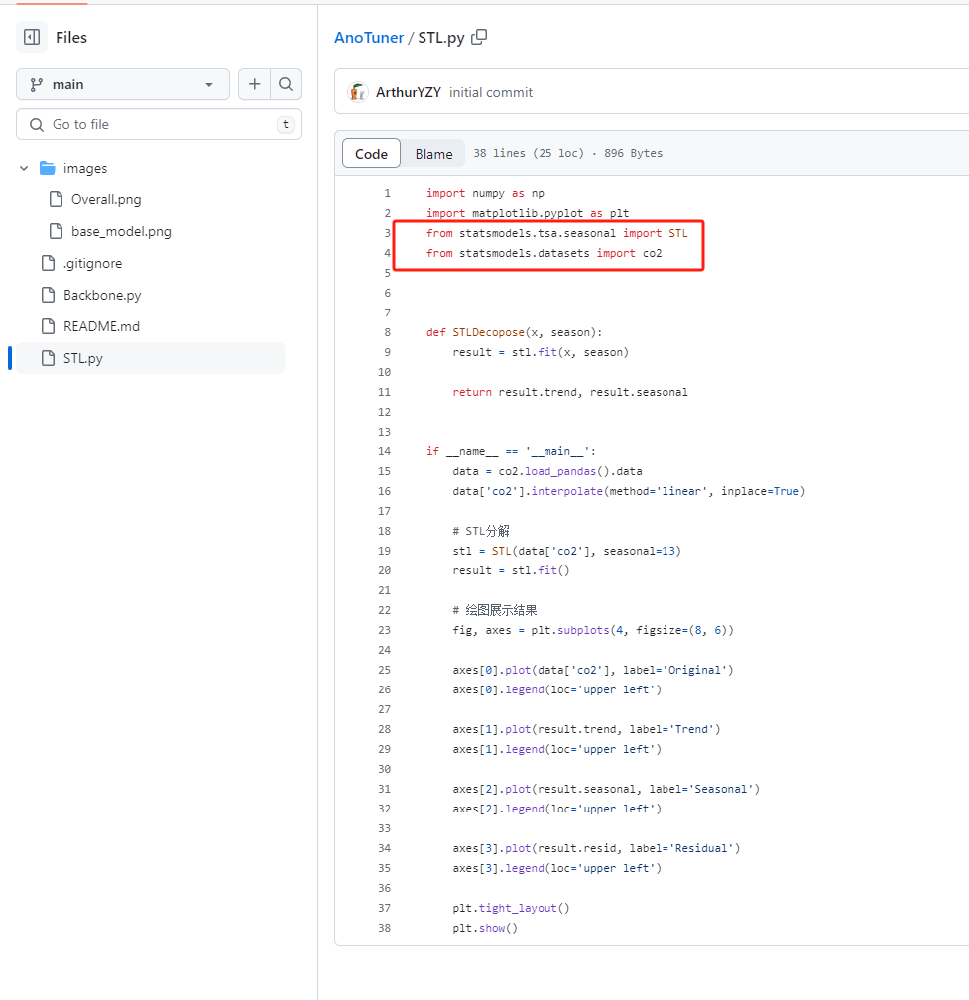 Files
main
Go to file
t
images
Overall.png
base_model.png
.gitignore
Backbone.py
README.md
STL.py
AnoTuner / STL.py
ArthurYZY initial commit
Code Blame 38 lines (25 loc) · 896 Bytes
1 import numpy as np
2 import matplotlib.pyplot as plt
3 from statsmodels.tsa.seasonal import STL
4 from statsmodels.datasets import co2
5
6
7
8 def STLDecopose(x, season):
9     result = stl.fit(x, season)
10
11     return result.trend, result.seasonal
12
13
14 if __name__ == '__main__':
15     data = co2.load_pandas().data
16     data['co2'].interpolate(method='linear', inplace=True)
17
18     # STL分解
19     stl = STL(data['co2'], seasonal=13)
20     result = stl.fit()
21
22     # 绘图展示结果
23     fig, axes = plt.subplots(4, figsize=(8, 6))
24
25     axes[0].plot(data['co2'], label='Original')
26     axes[0].legend(loc='upper left')
27
28     axes[1].plot(result.trend, label='Trend')
29     axes[1].legend(loc='upper left')
30
31     axes[2].plot(result.seasonal, label='Seasonal')
32     axes[2].legend(loc='upper left')
33
34     axes[3].plot(result.resid, label='Residual')
35     axes[3].legend(loc='upper left')
36
37     plt.tight_layout()
38     plt.show()